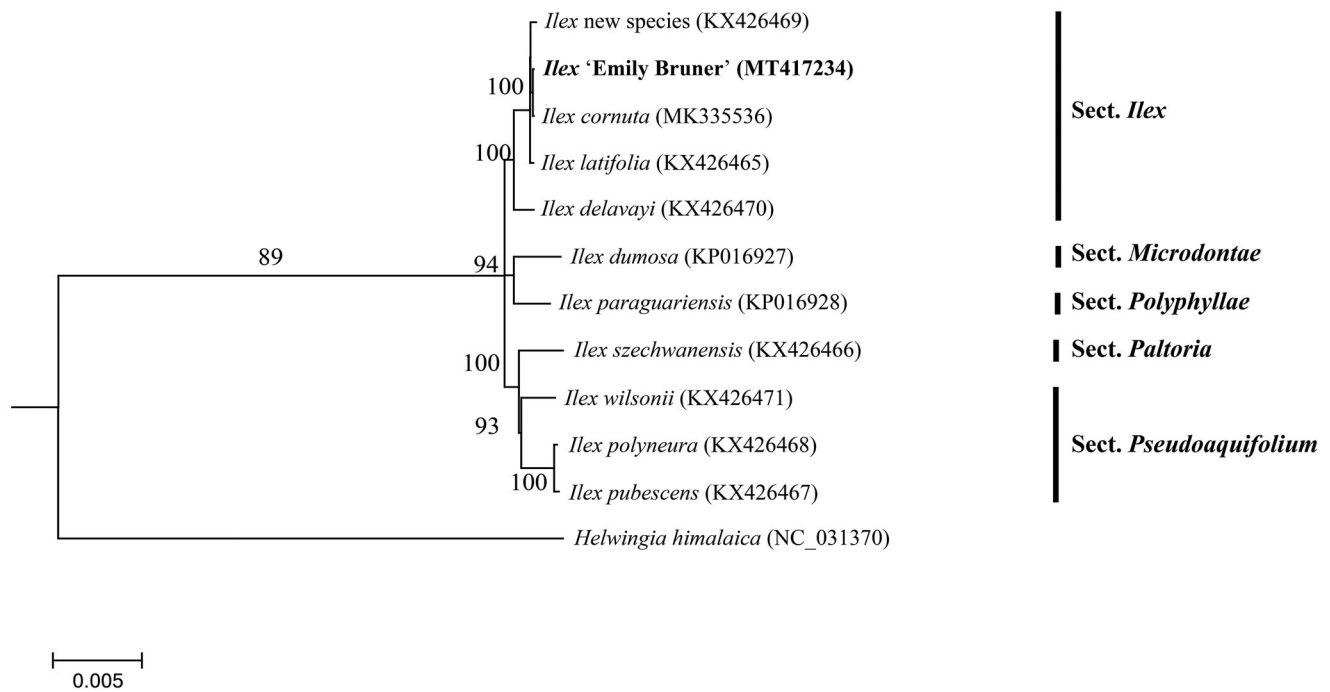 Ilex new species (KX426469)
Ilex ‘Emily Bruner’ (MT417234)
100
Sect. Ilex
Ilex cornuta (MK335536)
100
Ilex latifolia (KX426465)
Ilex delavayi (KX426470)
89
94
Ilex dumosa (KP016927)
Sect. Microdontae
Ilex paraguariensis (KP016928)
Sect. Polyphyllae
Ilex szechwanensis (KX426466)
Sect. Paltoria
100
Ilex wilsonii (KX426471)
93
Ilex polyneura (KX426468)
Sect. Pseudoaquifolium
100
Ilex pubescens (KX426467)
Helwingia himalaica (NC_031370)
0.005